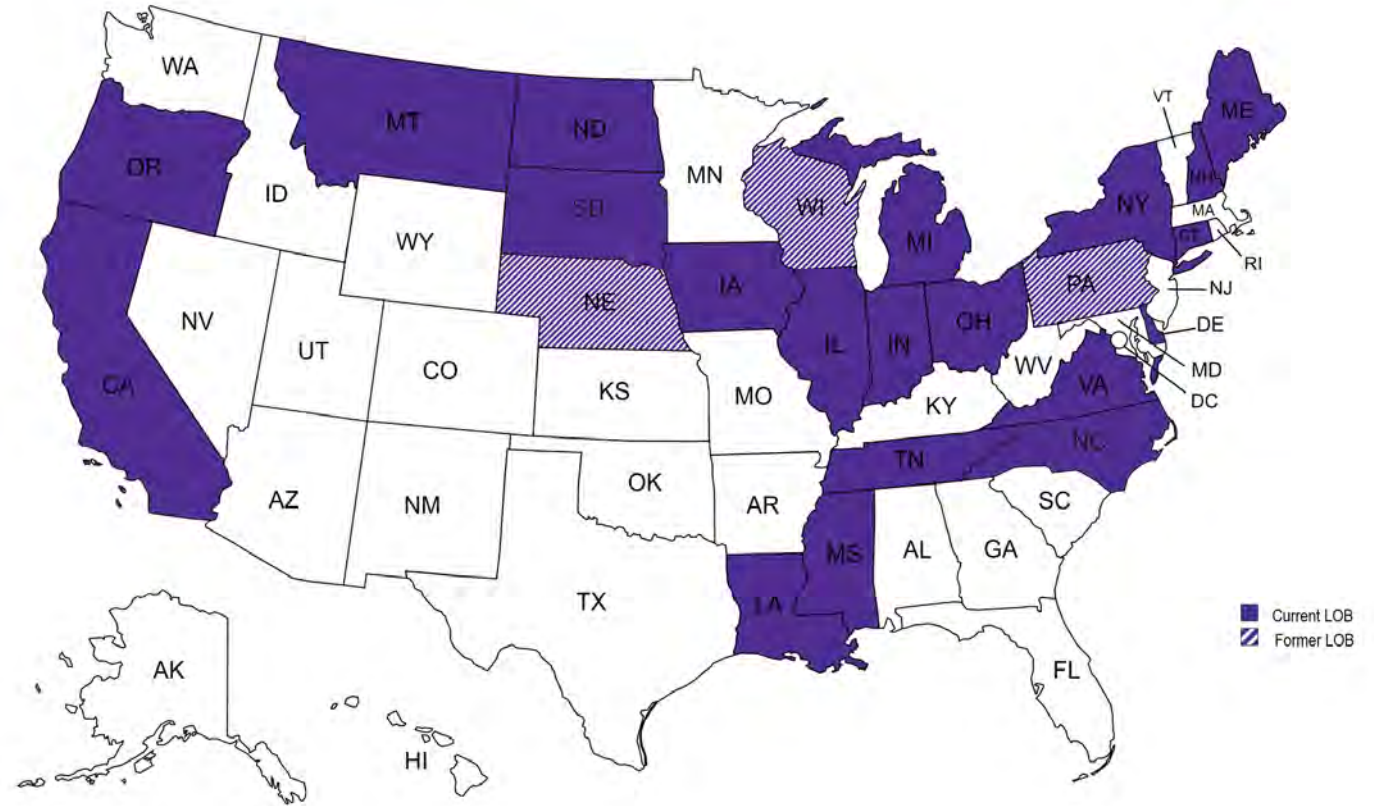 WA
MT
ND
MN
VT
ME
OR
ID
SD
WI
NH
NY
MA
WY
MI
CT
RI
IA
PA
NJ
NE
NV
UT
CO
IL
IN
OH
DE
MD
DC
WV
VA
CA
KS
MO
KY
NC
TN
AZ
NM
OK
AR
SC
MS
AL
GA
TX
LA
Current LOB
Former LOB
AK
FL
HI